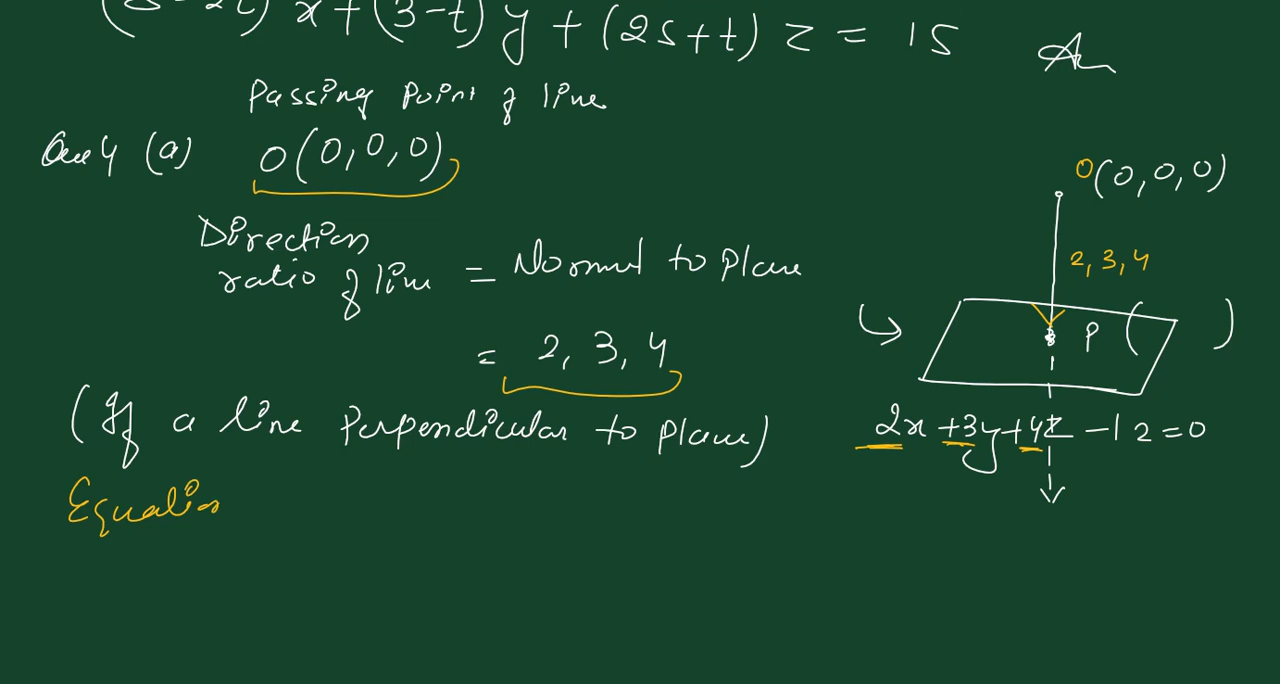 x + (3-t) y + (2s+t) z = 15
Passing Point of line
Que 4 (a) O(0,0,0)
O(0,0,0)
Direction
ratio of line = Normal to plane
2,3,4
= 2, 3, 4
P ( )
(If a line Perpendicular to plane)
2x +3y+4z -12=0
Equation